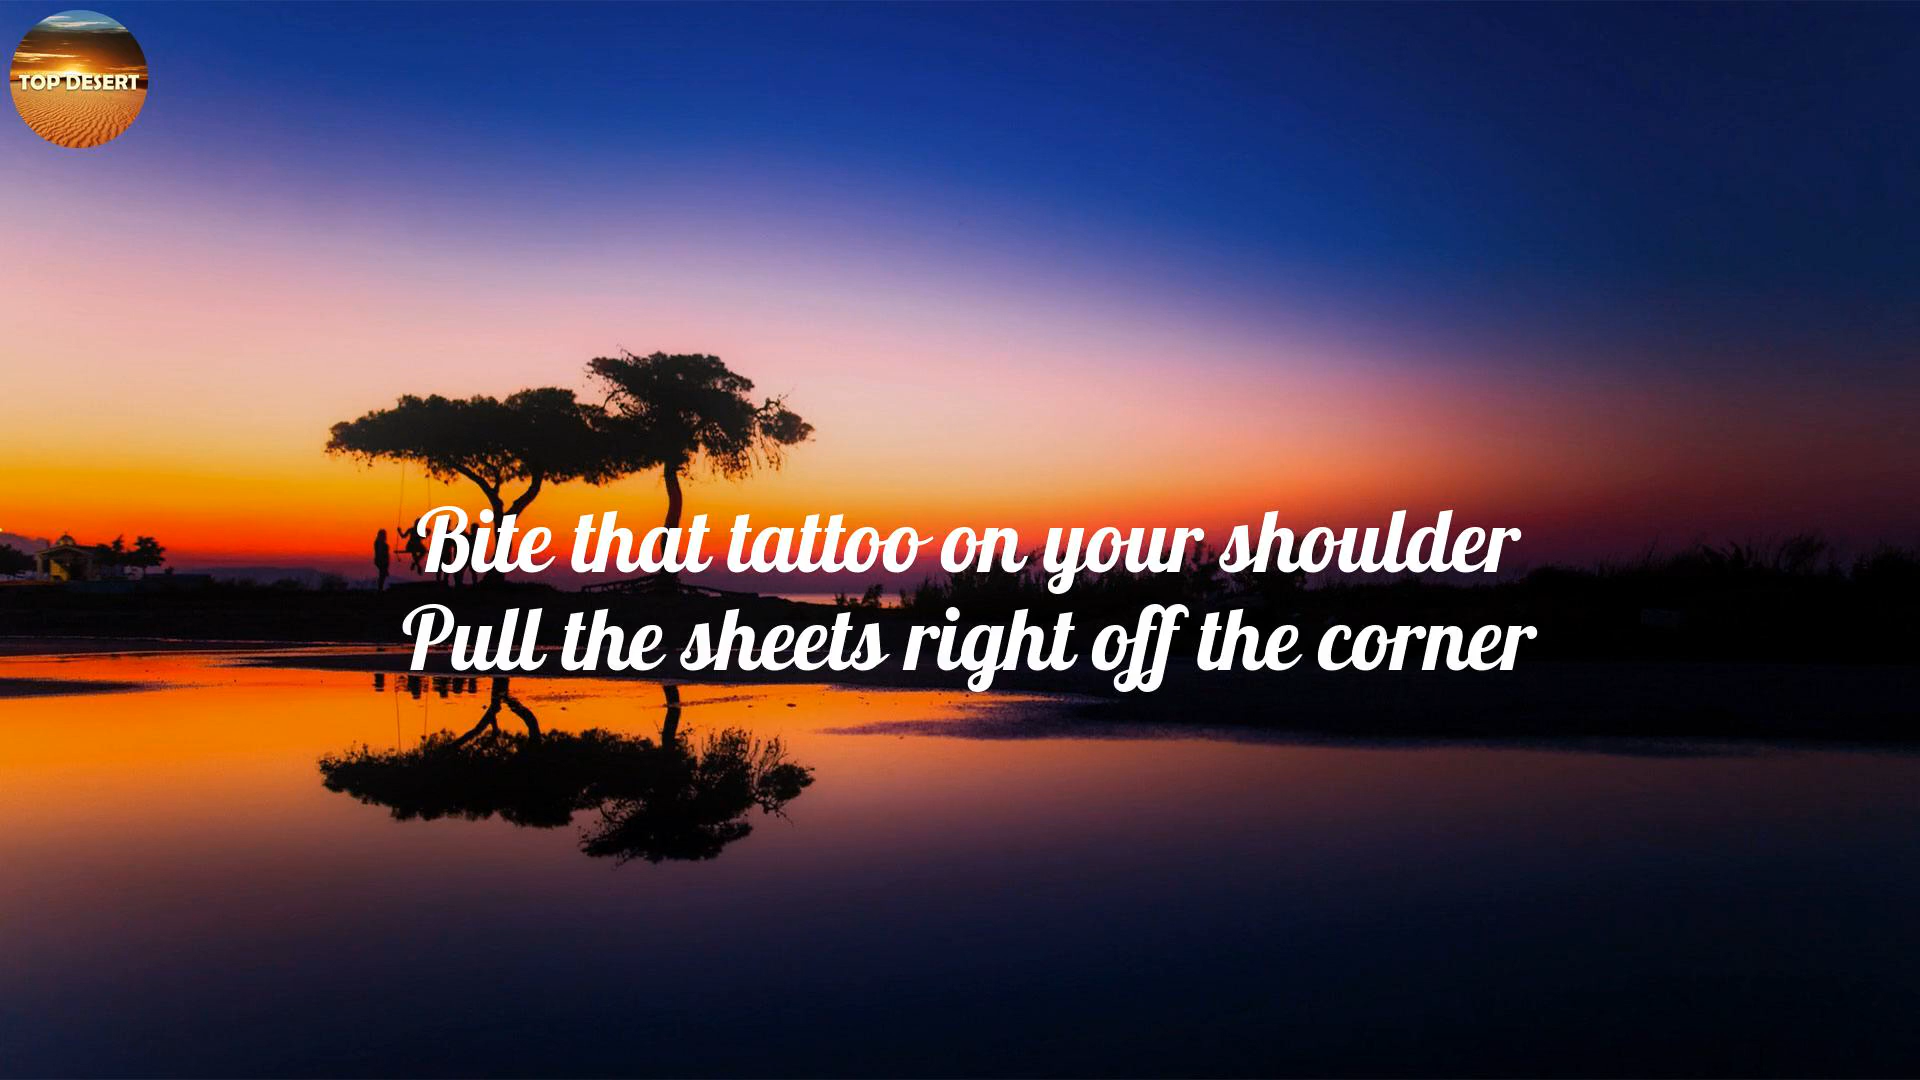 TOP DESERT
Bite that tattoo on your shoulder
Pull the sheets right off the corner